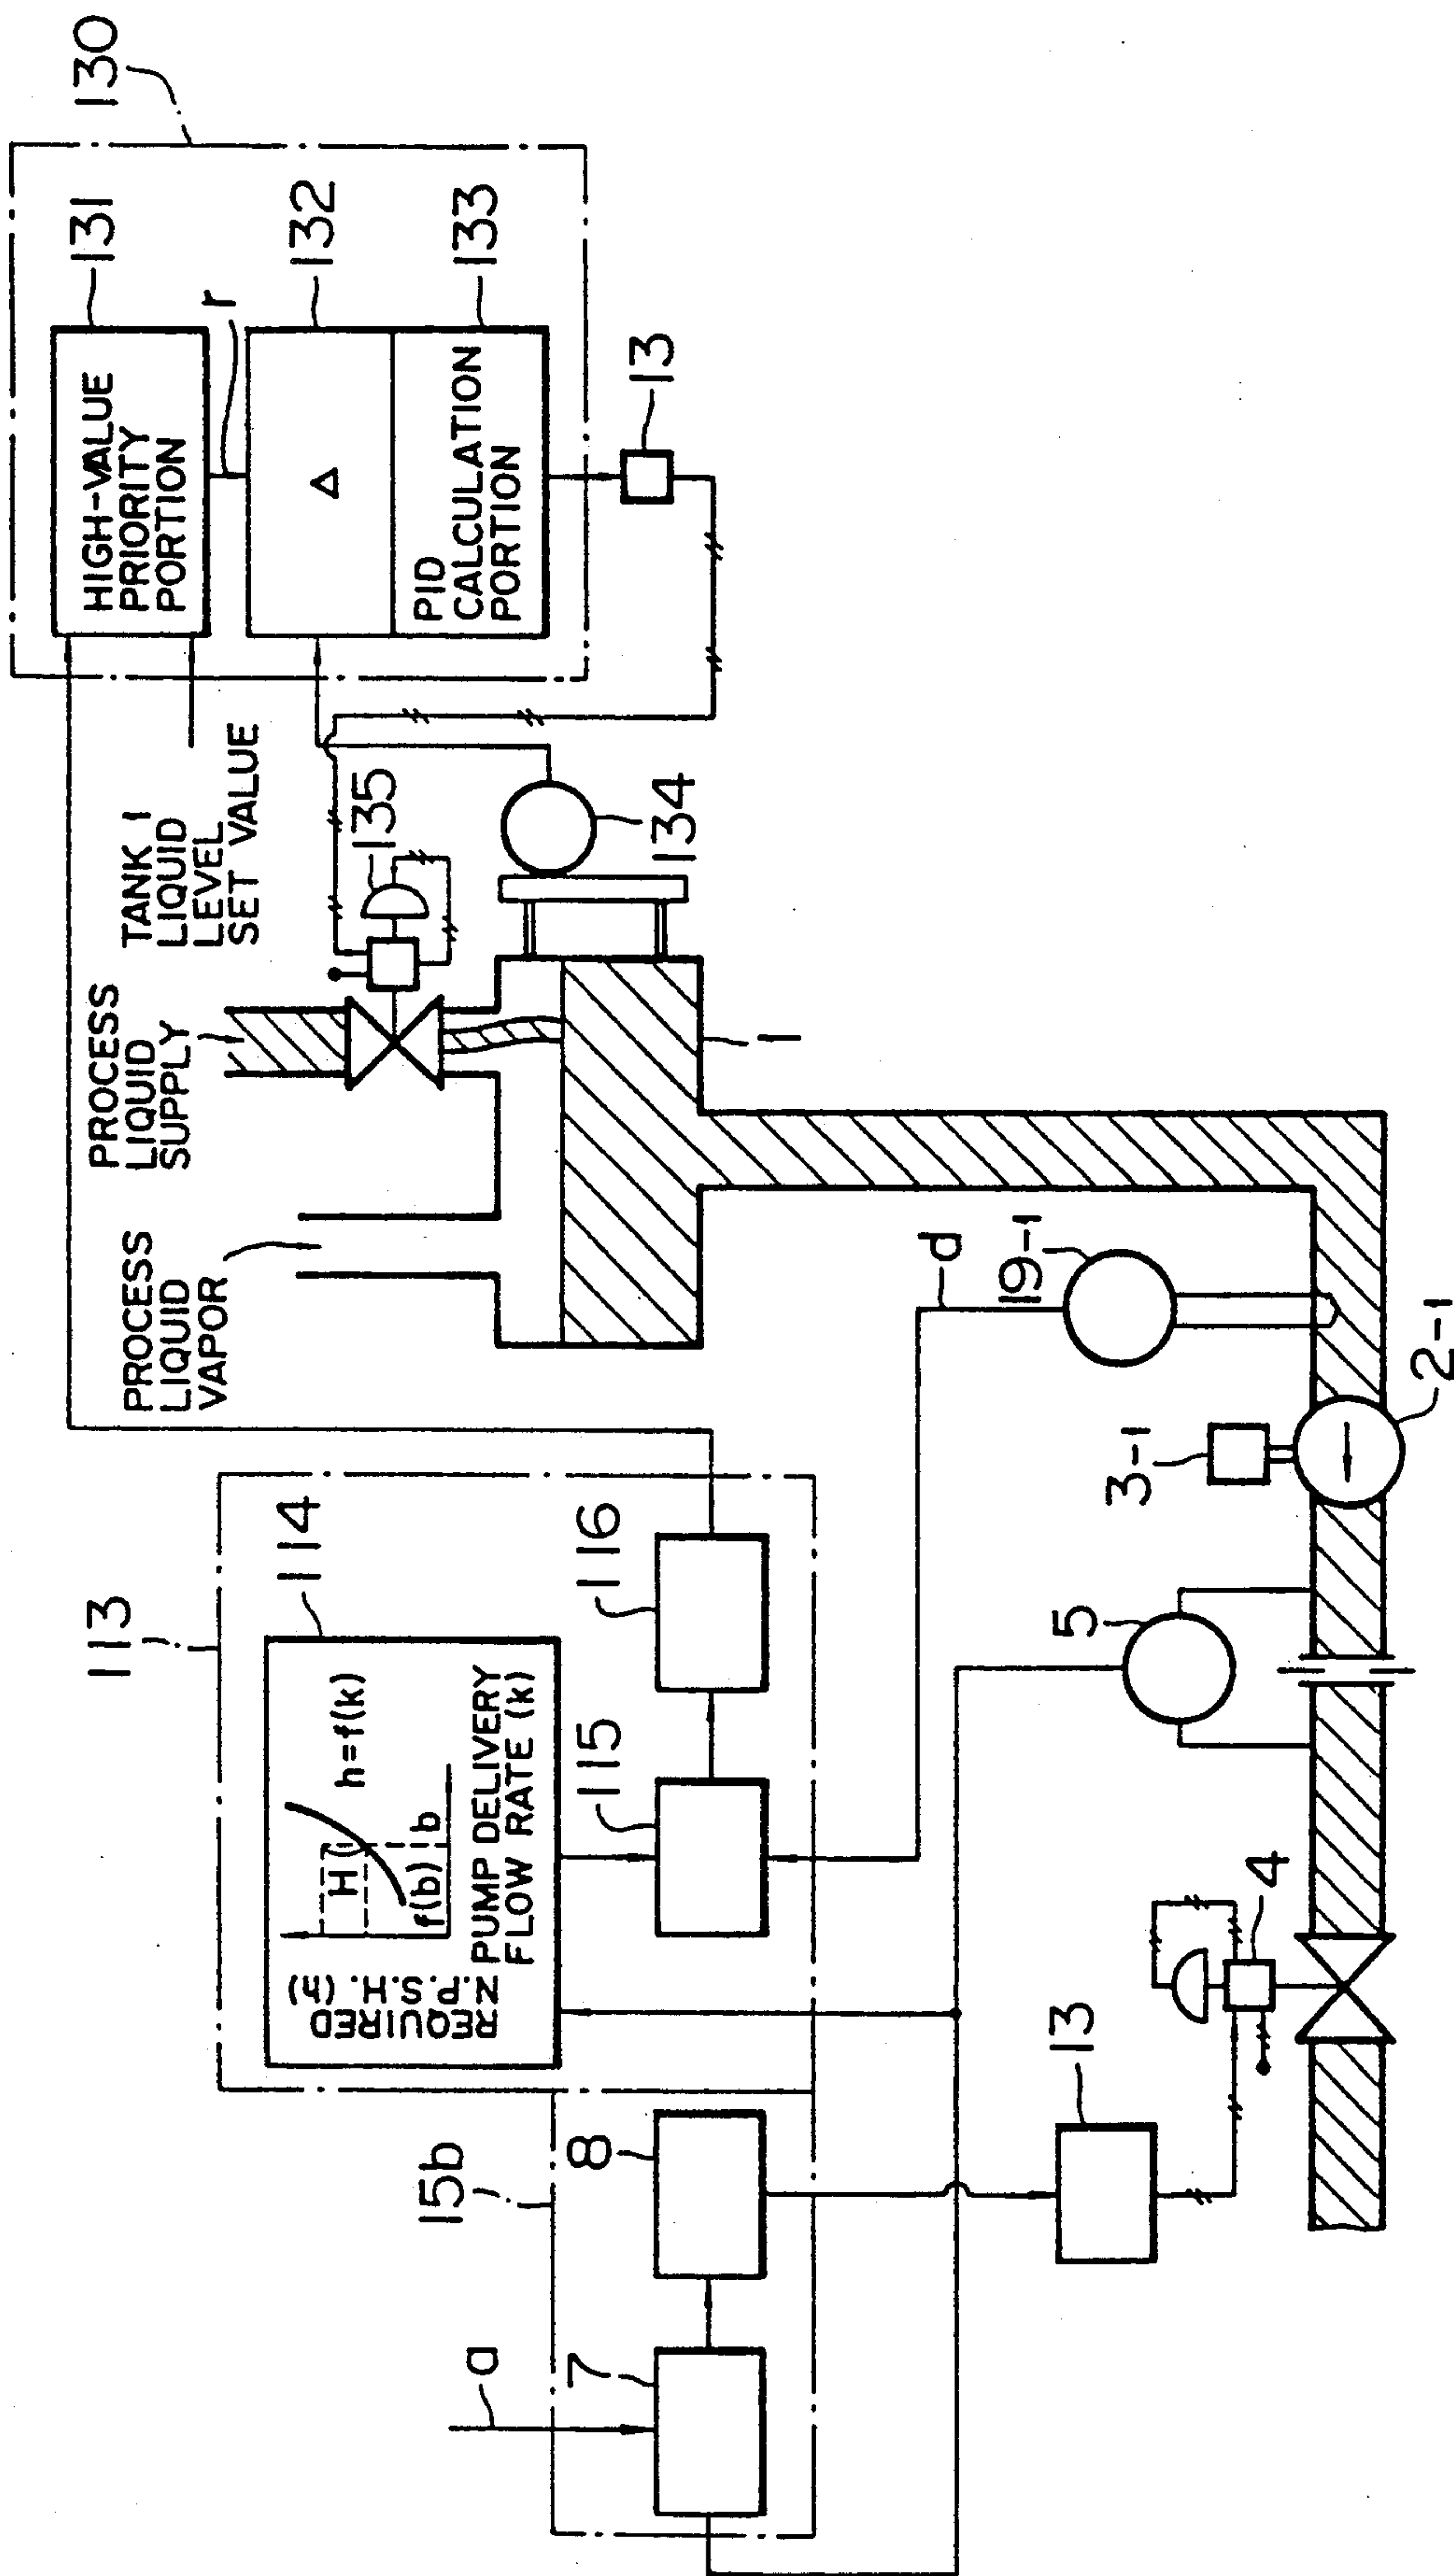 130
131
HIGH-VALUE
PRIORITY
PORTION
r
132
Δ
133
PID
CALCULATION
PORTION
13
TANK 1
LIQUID
LEVEL
SET VALUE
135
134
PROCESS
LIQUID
SUPPLY
1
PROCESS
LIQUID
VAPOR
113
114
h=f(k)
H
f(b)
b
REQUIRED
N.P.S.H. (h)
PUMP DELIVERY
FLOW RATE (k)
115
116
d
19-1
3-1
2-1
5
15b
a
7
8
13
4